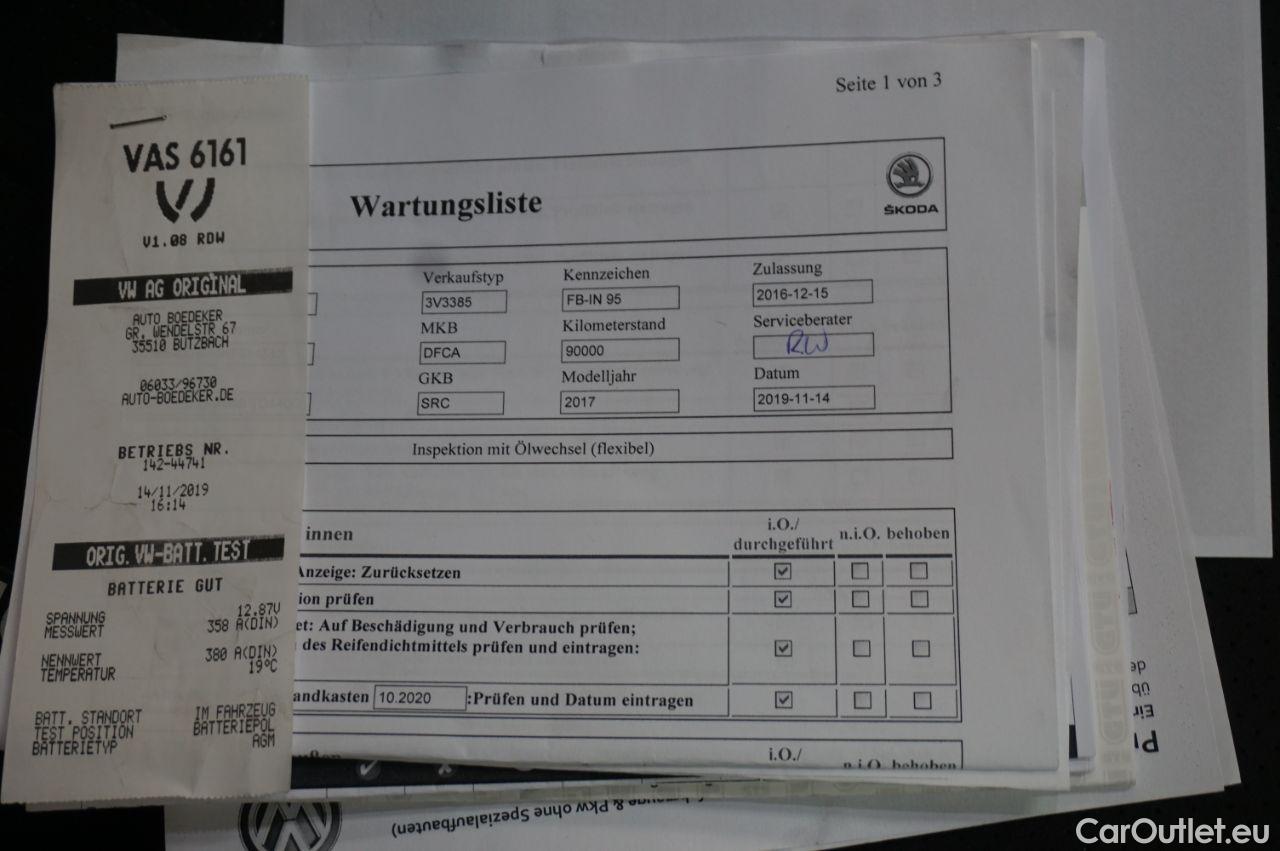 VAS 6161
V1.08 RDW
VW AG ORIGINAL
AUTO BOEDEKER
GR. WENDELSTR 67
35510 BUTZBACH
06033/96730
AUTO-BOEDEKER.DE
BETRIEBS NR.
142-44741
14/11/2019
16:14
ORIG. VW-BATT. TEST
BATTERIE GUT
SPANNUNG 12.87V
MESSWERT 358 A(DIN)
NENNWERT 380 A(DIN)
TEMPERATUR 19°C
BATT. STANDORT IM FAHRZEUG
TEST POSITION BATTERIEPOL
BATTERIETYP AGM
Seite 1 von 3
Wartungsliste
ŠKODA
Verkaufstyp Kennzeichen Zulassung
3V3385 FB-IN 95 2016-12-15
MKB Kilometerstand Serviceberater
DFCA 90000 RW
GKB Modelljahr Datum
SRC 2017 2019-11-14
Inspektion mit Ölwechsel (flexibel)
innen i.O./ durchgeführt n.i.O. behoben
Anzeige: Zurücksetzen
ion prüfen
et: Auf Beschädigung und Verbrauch prüfen;
des Reifendichtmittels prüfen und eintragen:
andkasten 10.2020 :Prüfen und Datum eintragen
außen i.O./ n.i.O. behoben
& Pkw ohne Spezialaufbauten)
CarOutlet.eu